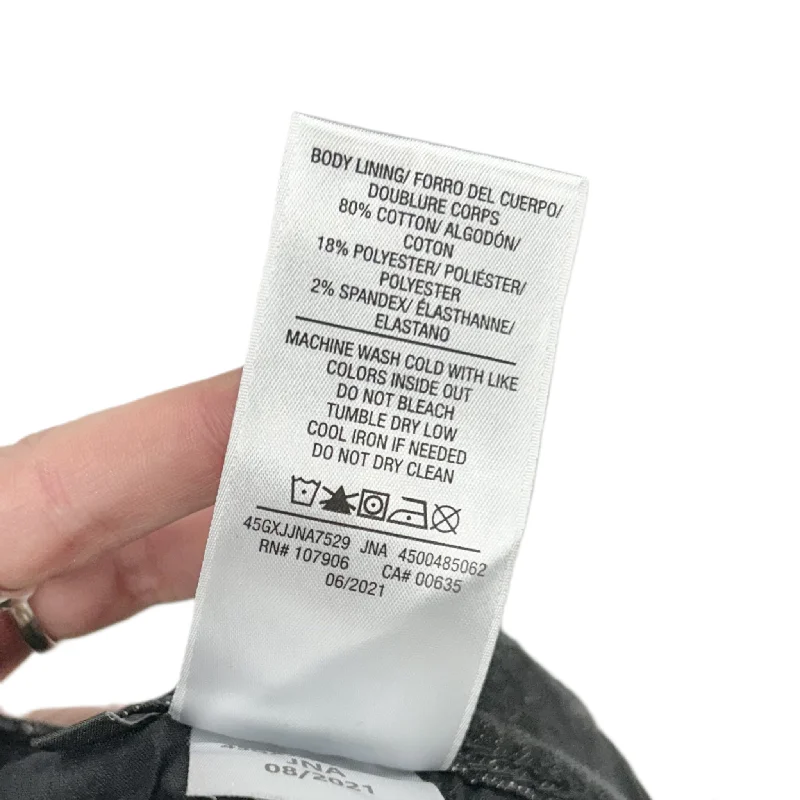 BODY LINING/ FORRO DEL CUERPO/
DOUBLURE CORPS
80% COTTON/ ALGODÓN/
COTON
18% POLYESTER/ POLIÉSTER/
POLYESTER
2% SPANDEX/ ÉLASTHANNE/
ELASTANO
MACHINE WASH COLD WITH LIKE
COLORS INSIDE OUT
DO NOT BLEACH
TUMBLE DRY LOW
COOL IRON IF NEEDED
DO NOT DRY CLEAN
45GXJJNA7529 JNA 4500485062
RN# 107906 CA# 00635
06/2021
JNA
08/2021